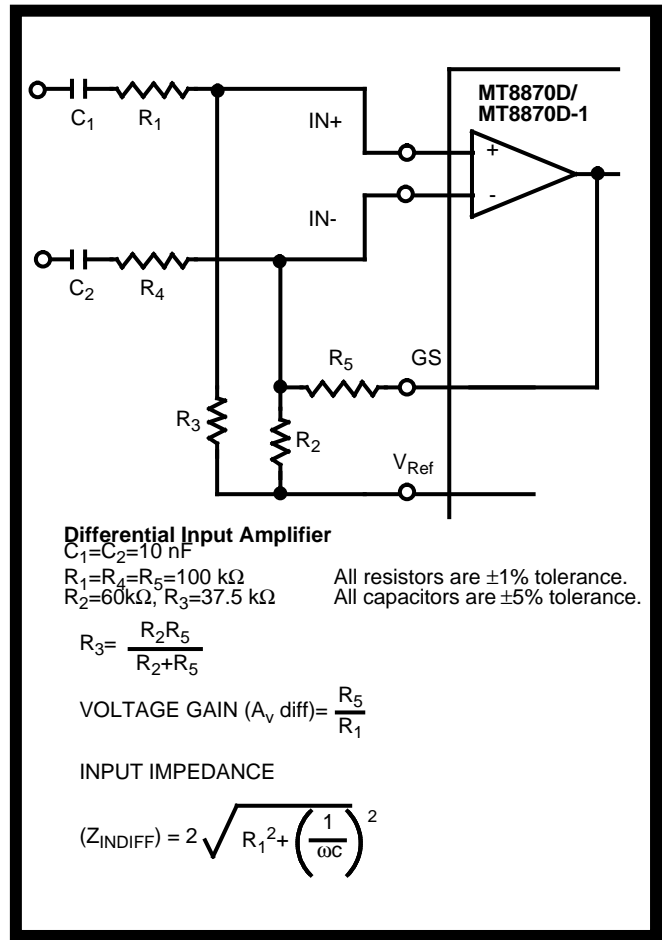 MT8870D/
MT8870D-1
C1
R1
IN+
+
-
IN-
C2
R4
R5
GS
R3
R2
VRef
Differential Input Amplifier
C1=C2=10 nF
R1=R4=R5=100 kΩ All resistors are ±1% tolerance.
R2=60kΩ, R3=37.5 kΩ All capacitors are ±5% tolerance.
R3= R2R5
R2+R5
VOLTAGE GAIN (Av diff)= R5
R1
INPUT IMPEDANCE
(ZINDIFF) = 2 √ R1²+ (1
ωc)²